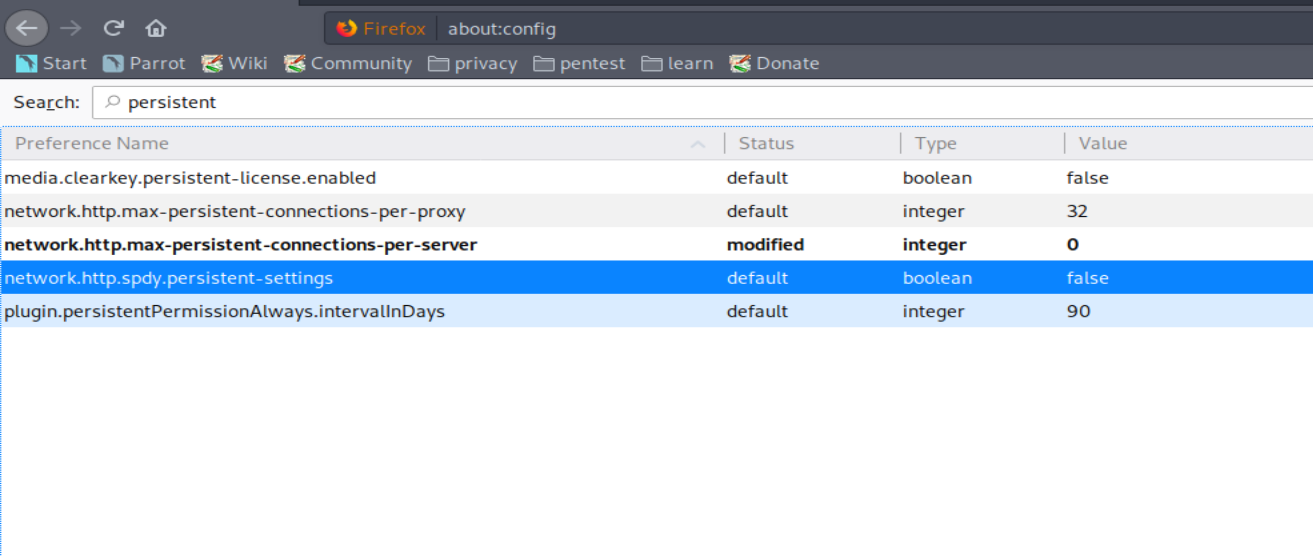 Firefox about:config
Start Parrot Wiki Community privacy pentest learn Donate
Search: persistent
Preference Name Status Type Value
media.clearkey.persistent-license.enabled default boolean false
network.http.max-persistent-connections-per-proxy default integer 32
network.http.max-persistent-connections-per-server modified integer 0
network.http.spdy.persistent-settings default boolean false
plugin.persistentPermissionAlways.intervalInDays default integer 90